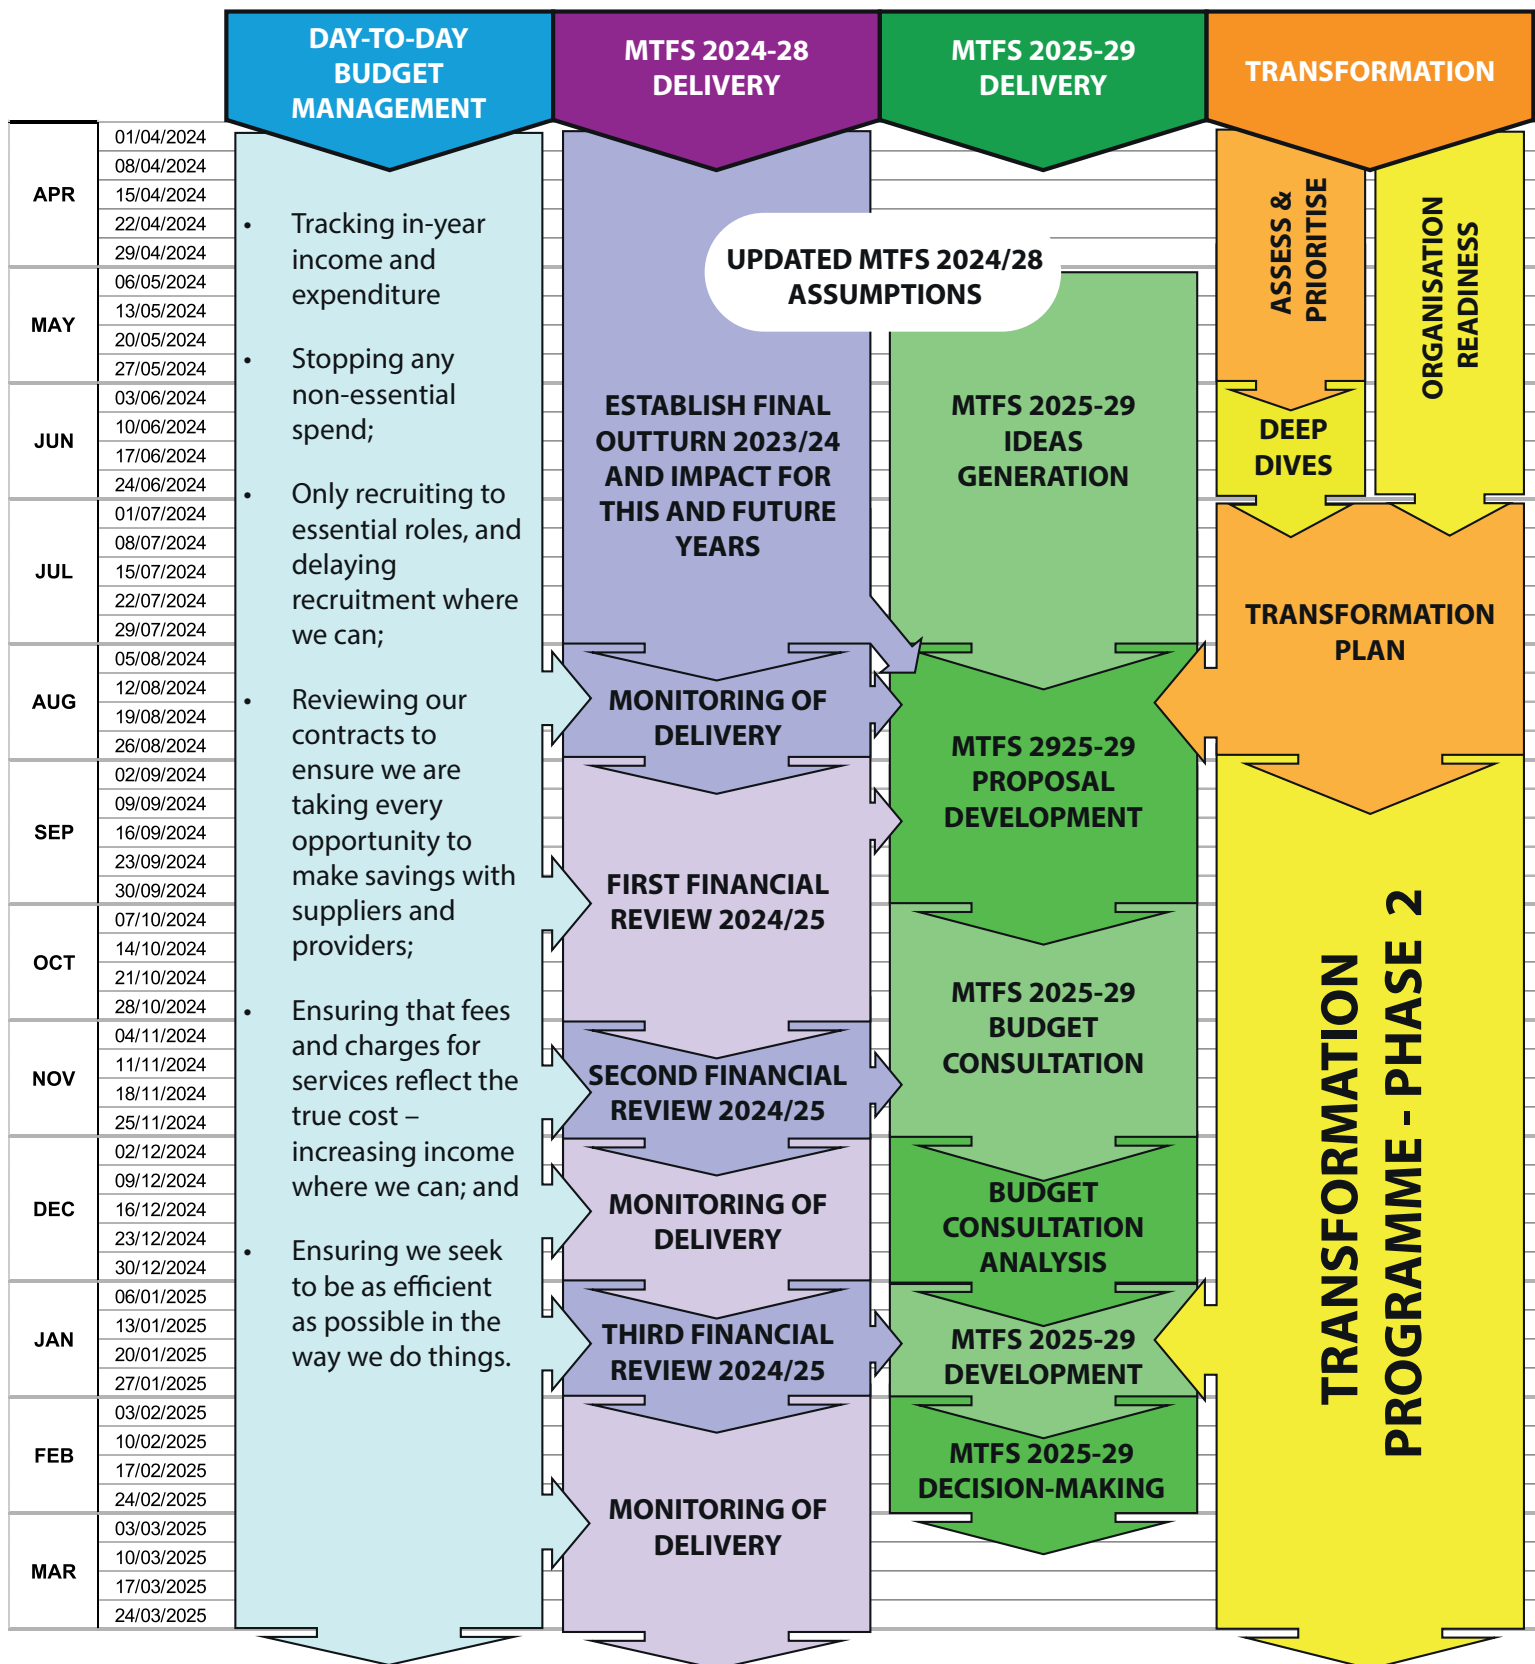 DAY-TO-DAY
BUDGET
MANAGEMENT
MTFS 2024-28
DELIVERY
MTFS 2025-29
DELIVERY
TRANSFORMATION
APR
01/04/2024
08/04/2024
15/04/2024
22/04/2024
29/04/2024
MAY
06/05/2024
13/05/2024
20/05/2024
27/05/2024
JUN
03/06/2024
10/06/2024
17/06/2024
24/06/2024
JUL
01/07/2024
08/07/2024
15/07/2024
22/07/2024
29/07/2024
AUG
05/08/2024
12/08/2024
19/08/2024
26/08/2024
SEP
02/09/2024
09/09/2024
16/09/2024
23/09/2024
30/09/2024
OCT
07/10/2024
14/10/2024
21/10/2024
28/10/2024
NOV
04/11/2024
11/11/2024
18/11/2024
25/11/2024
DEC
02/12/2024
09/12/2024
16/12/2024
23/12/2024
30/12/2024
JAN
06/01/2025
13/01/2025
20/01/2025
27/01/2025
FEB
03/02/2025
10/02/2025
17/02/2025
24/02/2025
MAR
03/03/2025
10/03/2025
17/03/2025
24/03/2025
• Tracking in-year
income and
expenditure
• Stopping any
non-essential
spend;
• Only recruiting to
essential roles, and
delaying
recruitment where
we can;
• Reviewing our
contracts to
ensure we are
taking every
opportunity to
make savings with
suppliers and
providers;
• Ensuring that fees
and charges for
services reflect the
true cost –
increasing income
where we can; and
• Ensuring we seek
to be as efficient
as possible in the
way we do things.
UPDATED MTFS 2024/28
ASSUMPTIONS
ESTABLISH FINAL
OUTTURN 2023/24
AND IMPACT FOR
THIS AND FUTURE
YEARS
MONITORING OF
DELIVERY
FIRST FINANCIAL
REVIEW 2024/25
SECOND FINANCIAL
REVIEW 2024/25
MONITORING OF
DELIVERY
THIRD FINANCIAL
REVIEW 2024/25
MONITORING OF
DELIVERY
MTFS 2025-29
IDEAS
GENERATION
MTFS 2925-29
PROPOSAL
DEVELOPMENT
MTFS 2025-29
BUDGET
CONSULTATION
BUDGET
CONSULTATION
ANALYSIS
MTFS 2025-29
DEVELOPMENT
MTFS 2025-29
DECISION-MAKING
ASSESS &
PRIORITISE
ORGANISATION
READINESS
DEEP
DIVES
TRANSFORMATION
PLAN
TRANSFORMATION
PROGRAMME - PHASE 2